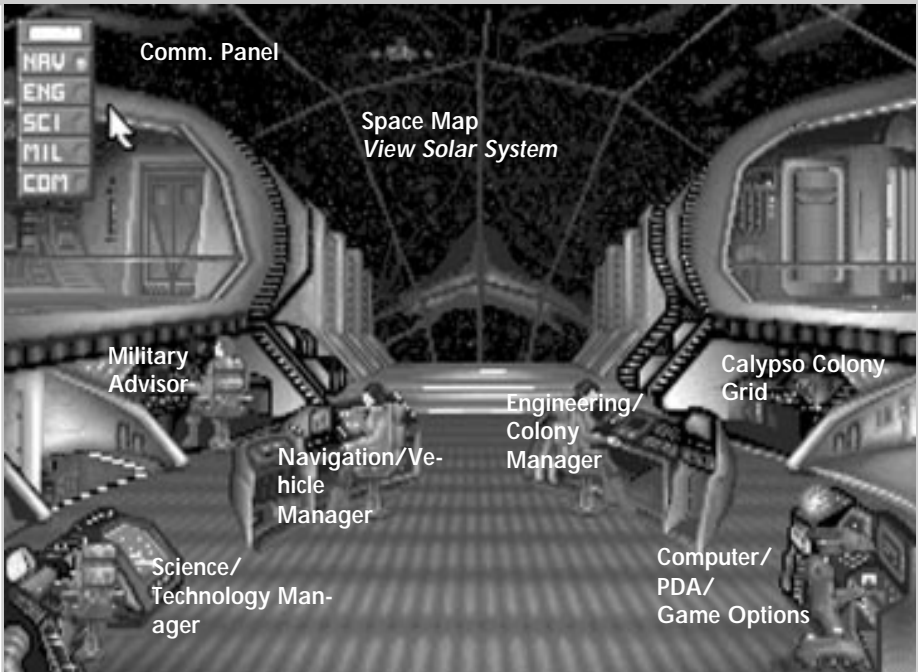 NAV
ENG
SCI
MIL
COM
Comm. Panel
Space Map
View Solar System
Military
Advisor
Calypso Colony
Grid
Engineering/
Colony
Manager
Navigation/Ve-
hicle
Manager
Science/
Technology Man-
ager
Computer/
PDA/
Game Options